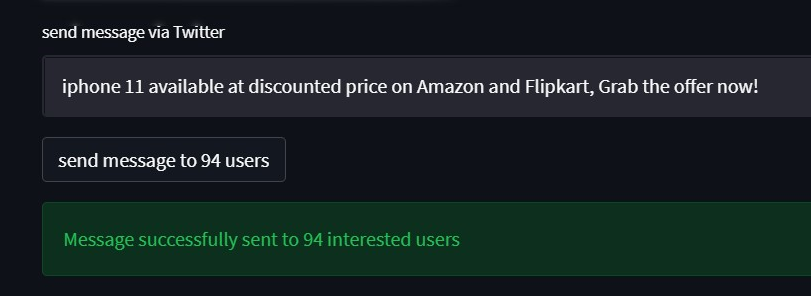 send message via Twitter
iphone 11 available at discounted price on Amazon and Flipkart, Grab the offer now!
send message to 94 users
Message successfully sent to 94 interested users